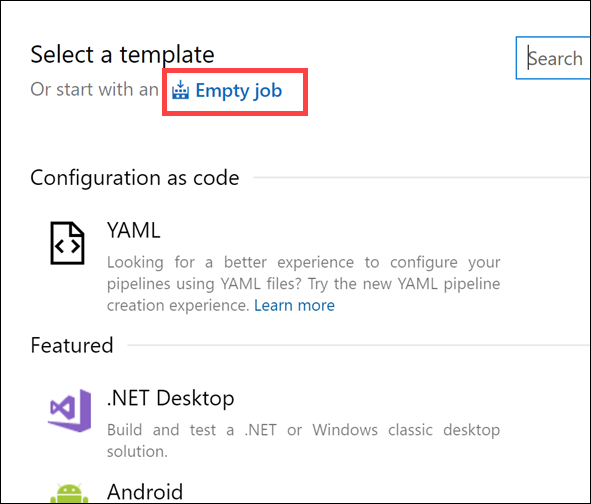 Select a template
Search
Or start with an Empty job
Configuration as code
YAML
Looking for a better experience to configure your
pipelines using YAML files? Try the new YAML pipeline
creation experience. Learn more
Featured
.NET Desktop
Build and test a .NET or Windows classic desktop
solution.
Android